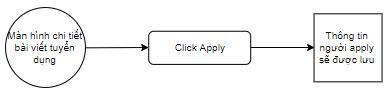 Màn hình chi tiết
bài viết tuyển
dụng
Click Apply
Thông tin
người apply
sẽ được lưu